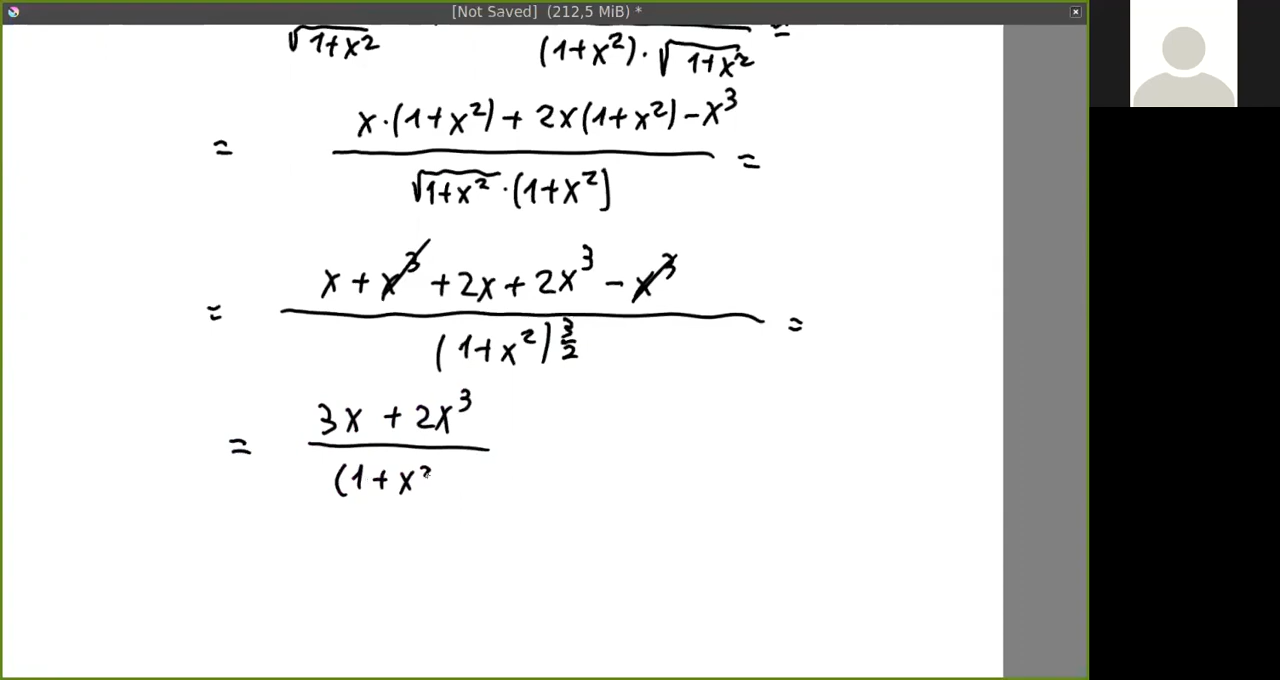 [Not Saved] (212,5 MiB) *
√1+x² (1+x²)·√1+x² =
= x·(1+x²)+2x(1+x²)-x³
√1+x²·(1+x²] =
= x+x³+2x+2x³-x³
(1+x²)^3/2 =
= 3x+2x³
(1+x²